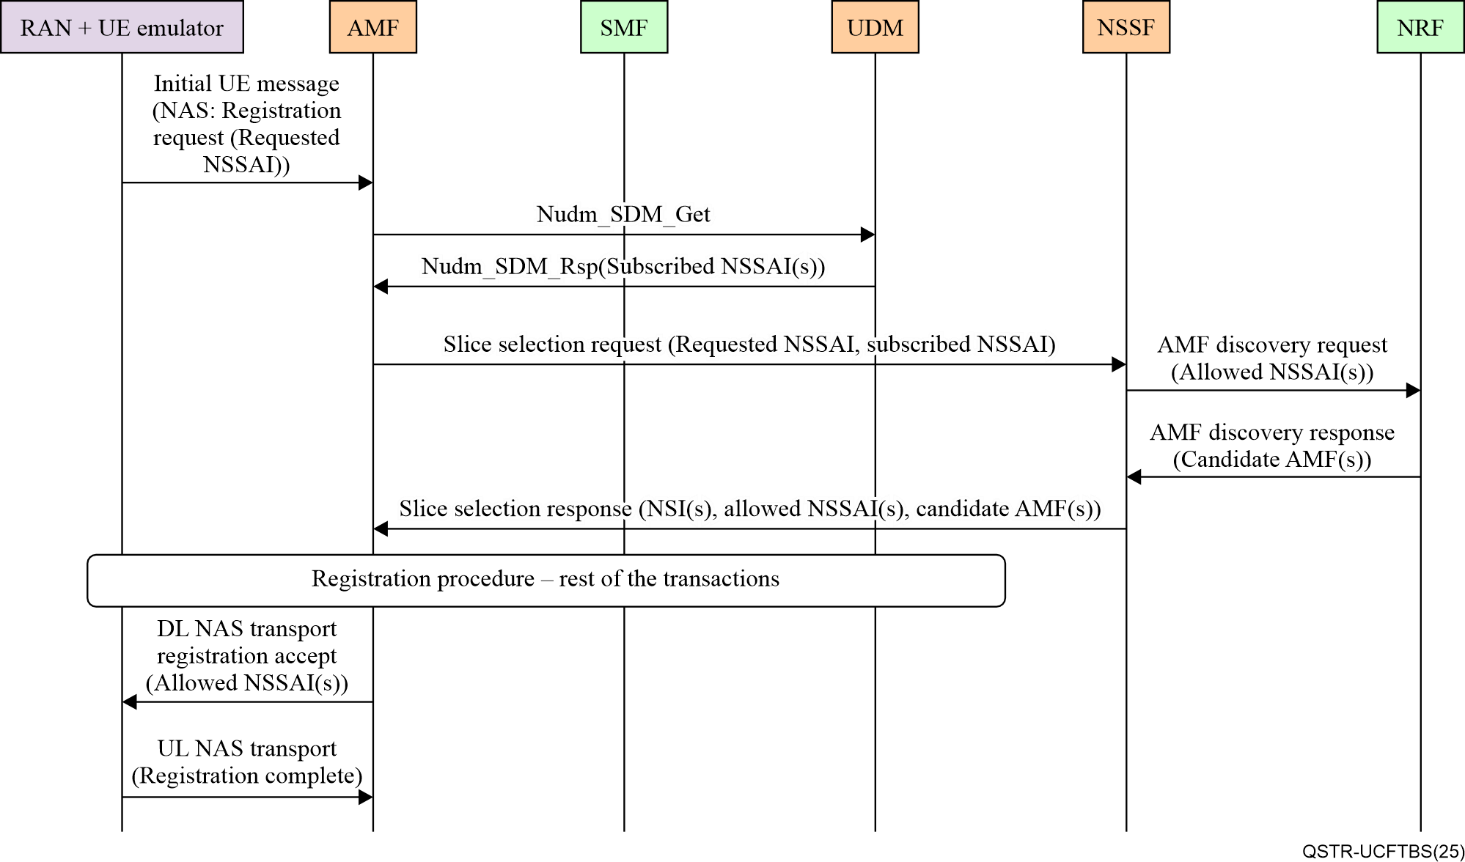 RAN + UE emulator
AMF
SMF
UDM
NSSF
NRF
Initial UE message
(NAS: Registration
request (Requested
NSSAI))
Nudm_SDM_Get
Nudm_SDM_Rsp(Subscribed NSSAI(s))
Slice selection request (Requested NSSAI, subscribed NSSAI)
AMF discovery request
(Allowed NSSAI(s))
AMF discovery response
(Candidate AMF(s))
Slice selection response (NSI(s), allowed NSSAI(s), candidate AMF(s))
Registration procedure – rest of the transactions
DL NAS transport
registration accept
(Allowed NSSAI(s))
UL NAS transport
(Registration complete)
QSTR-UCFTBS(25)